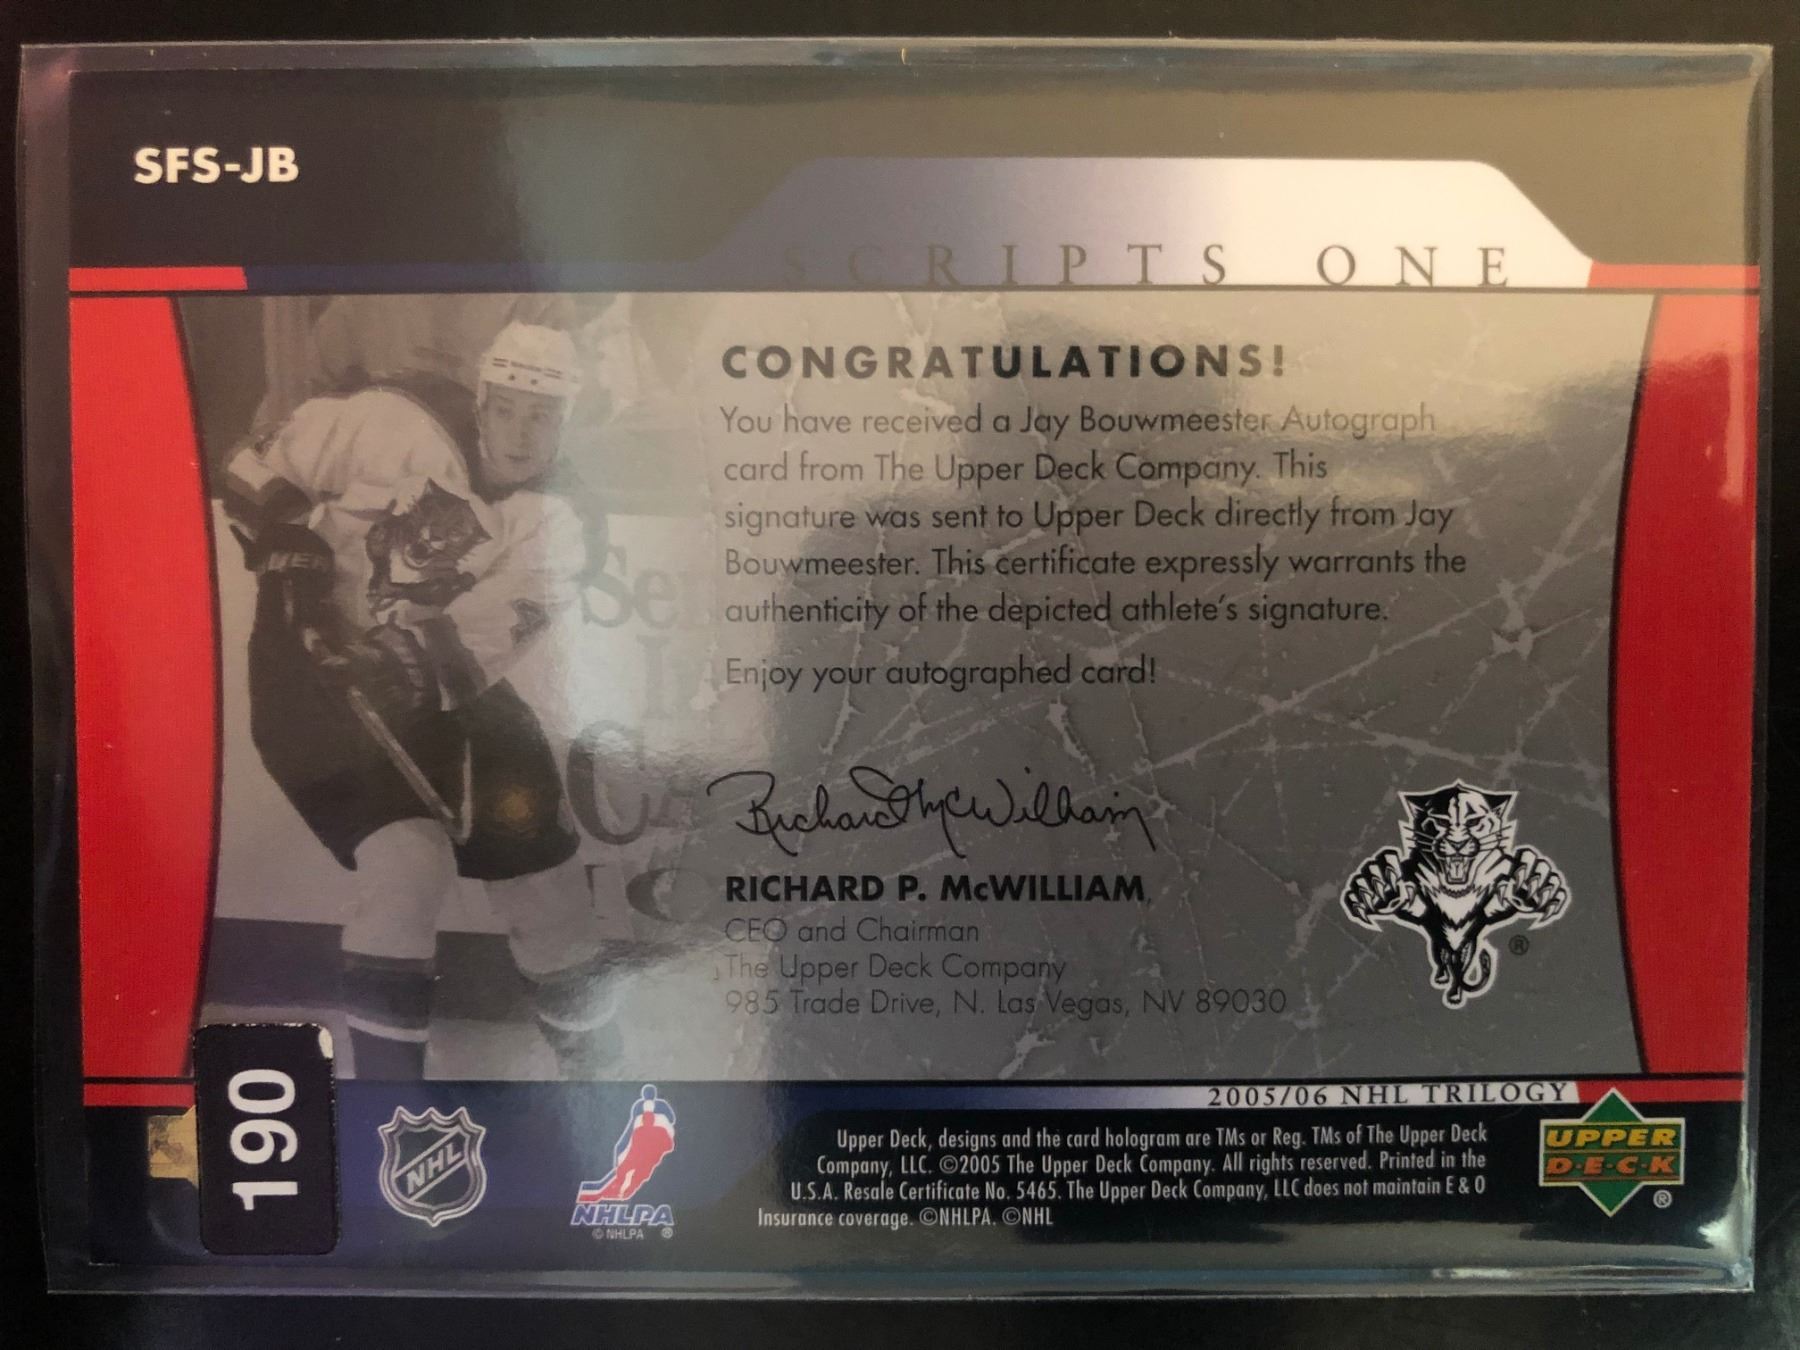 SFS-JB
SCRIPTS ONE
CONGRATULATIONS!
You have received a Jay Bouwmeester Autograph
card from The Upper Deck Company. This
signature was sent to Upper Deck directly from Jay
Bouwmeester. This certificate expressly warrants the
authenticity of the depicted athlete's signature.
Enjoy your autographed card!
Richard McWilliam
RICHARD P. McWILLIAM,
CEO and Chairman
The Upper Deck Company
985 Trade Drive, N. Las Vegas, NV 89030
®
2005/06 NHL TRILOGY
190
NHL
NHLPA
© NHLPA ®
Upper Deck, designs and the card hologram are TMs or Reg. TMs of The Upper Deck
Company, LLC. ©2005 The Upper Deck Company. All rights reserved. Printed in the
U.S.A. Resale Certificate No. 5465. The Upper Deck Company, LLC does not maintain E & O
Insurance coverage. ©NHLPA. ©NHL
UPPER
D·E·C·K
®